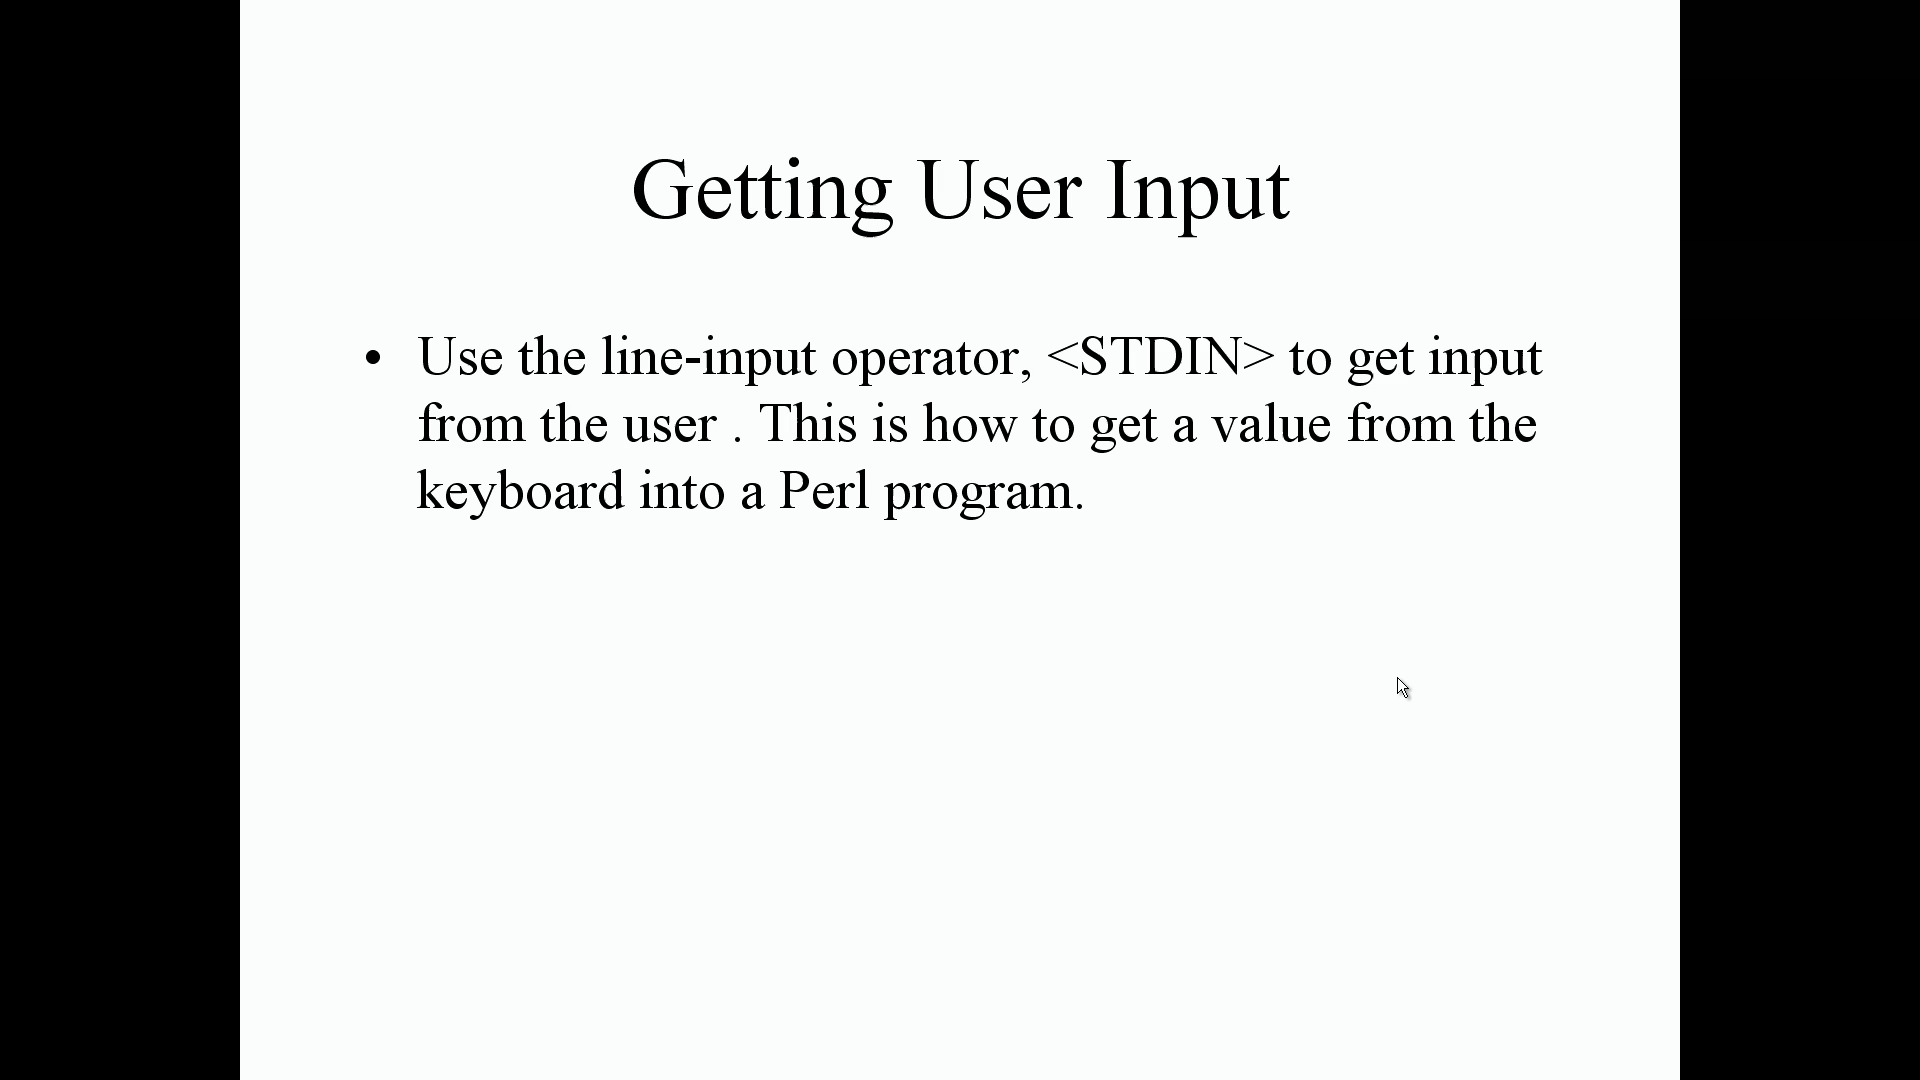 Getting User Input
• Use the line-input operator, <STDIN> to get input
from the user . This is how to get a value from the
keyboard into a Perl program.